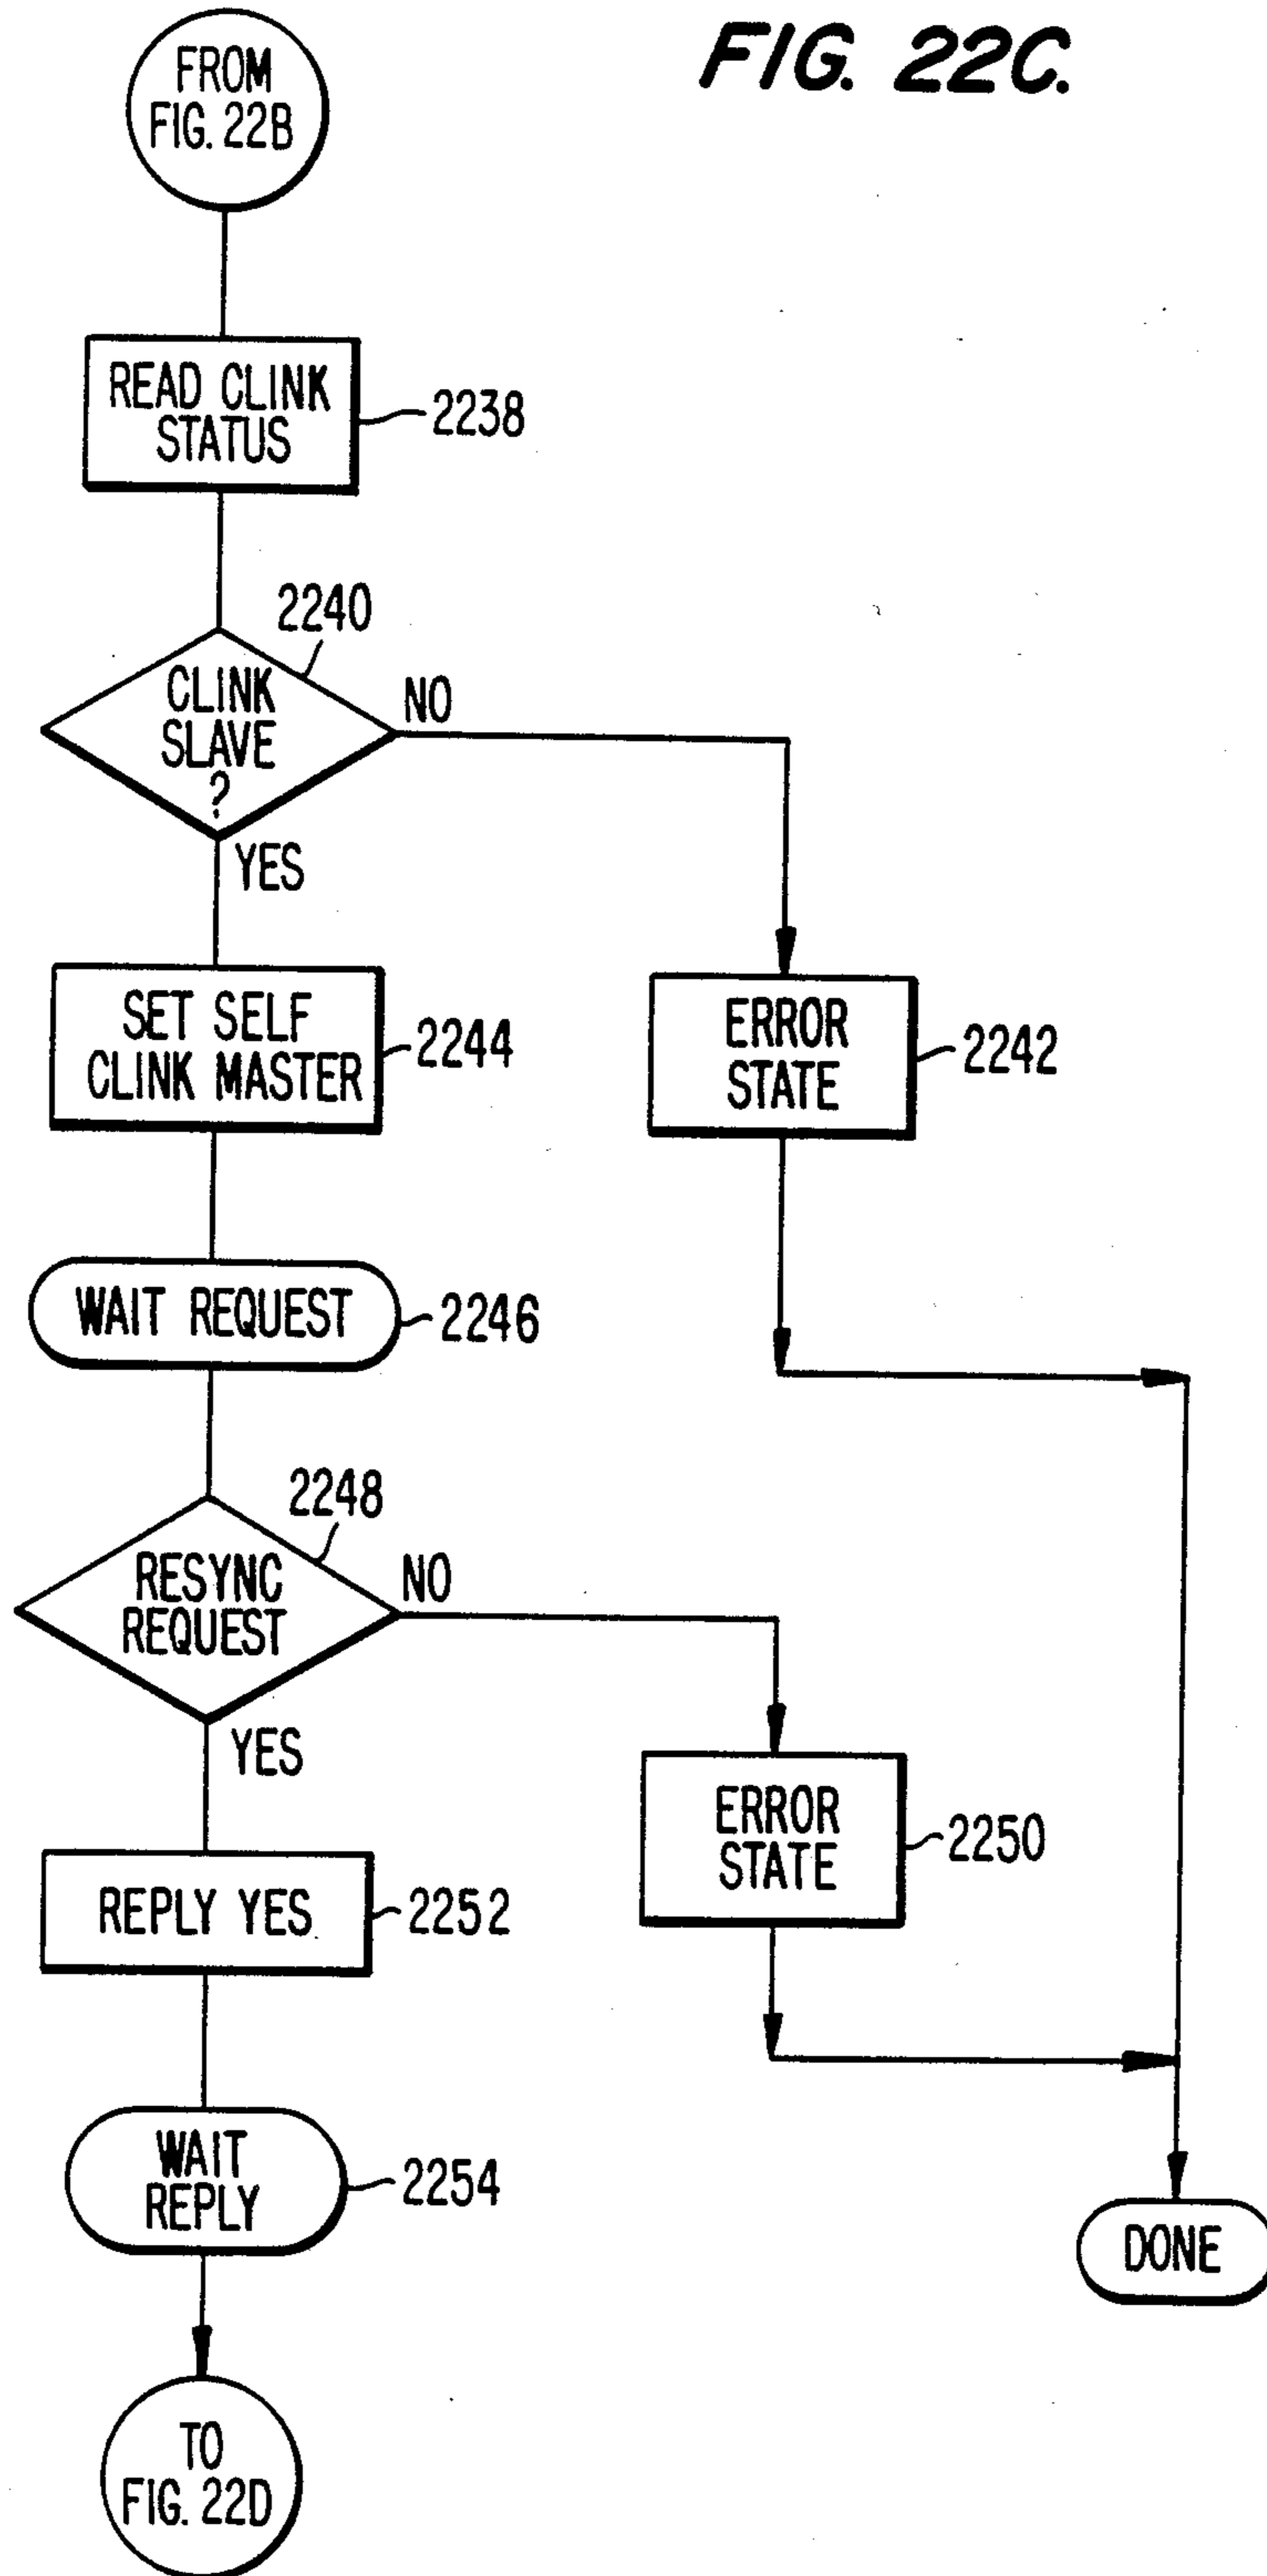 FIG. 22C.
FROM
FIG. 22B
READ CLINK
STATUS
2238
2240
CLINK
SLAVE
?
NO
YES
SET SELF
CLINK MASTER
2244
ERROR
STATE
2242
WAIT REQUEST
2246
2248
RESYNC
REQUEST
NO
YES
ERROR
STATE
2250
REPLY YES
2252
WAIT
REPLY
2254
DONE
TO
FIG. 22D